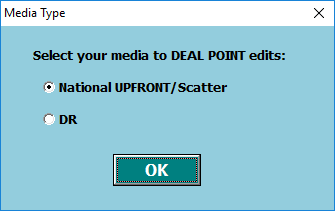 Media Type
Select your media to DEAL POINT edits:
National UPFRONT/Scatter
DR
OK